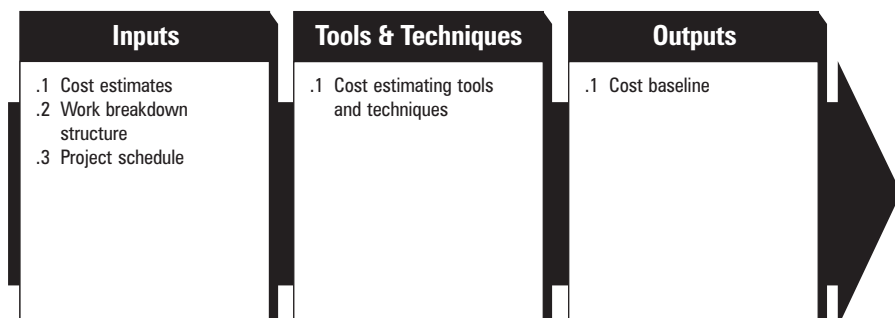 Inputs
.1 Cost estimates
.2 Work breakdown
structure
.3 Project schedule
Tools & Techniques
.1 Cost estimating tools
and techniques
Outputs
.1 Cost baseline